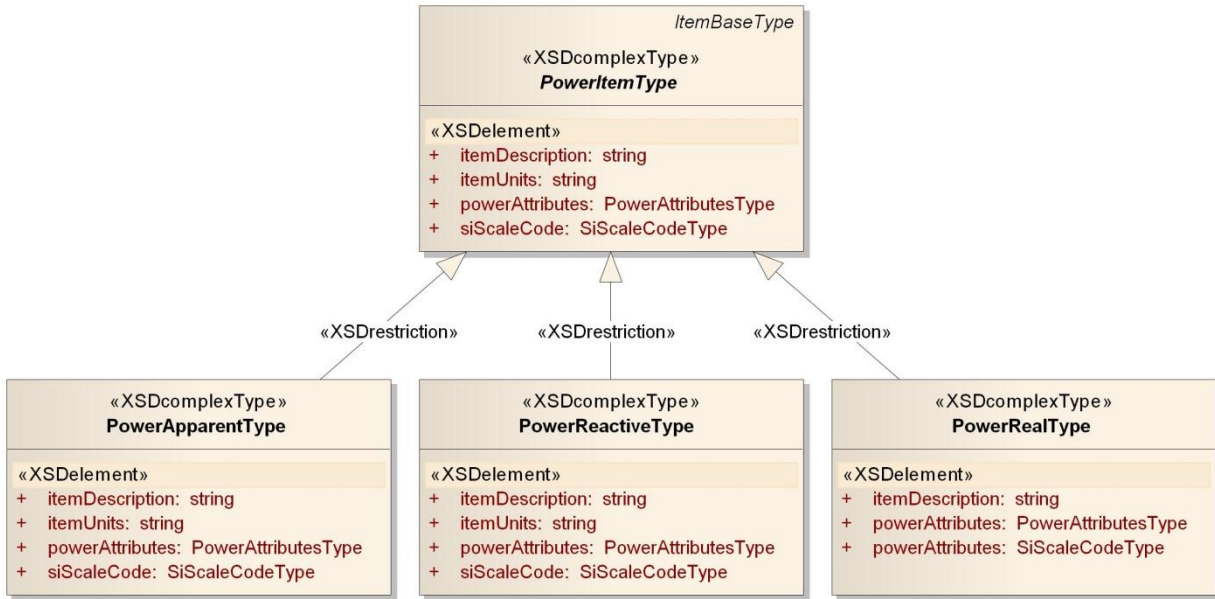 ItemBaseType
«XSDcomplexType»
PowerItemType
«XSDelement»
+ itemDescription: string
+ itemUnits: string
+ powerAttributes: PowerAttributesType
+ siScaleCode: SiScaleCodeType
«XSDrestriction»
«XSDrestriction»
«XSDrestriction»
«XSDcomplexType»
PowerApparentType
«XSDelement»
+ itemDescription: string
+ itemUnits: string
+ powerAttributes: PowerAttributesType
+ siScaleCode: SiScaleCodeType
«XSDcomplexType»
PowerReactiveType
«XSDelement»
+ itemDescription: string
+ itemUnits: string
+ powerAttributes: PowerAttributesType
+ siScaleCode: SiScaleCodeType
«XSDcomplexType»
PowerRealType
«XSDelement»
+ itemDescription: string
+ powerAttributes: PowerAttributesType
+ powerAttributes: SiScaleCodeType